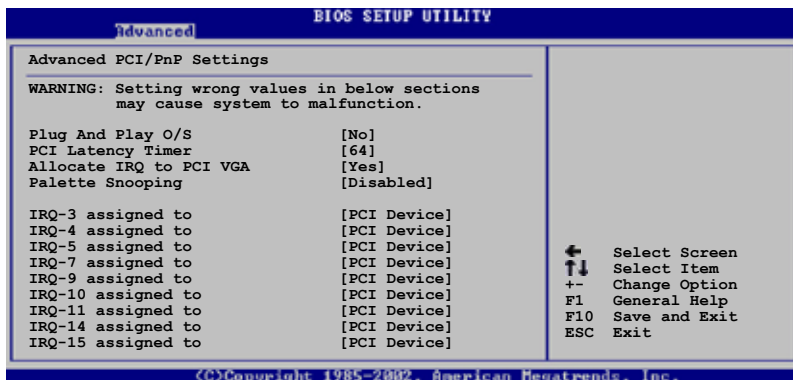 BIOS SETUP UTILITY
Advanced
Advanced PCI/PnP Settings
WARNING: Setting wrong values in below sections
may cause system to malfunction.
Plug And Play O/S [No]
PCI Latency Timer [64]
Allocate IRQ to PCI VGA [Yes]
Palette Snooping [Disabled]
IRQ-3 assigned to [PCI Device]
IRQ-4 assigned to [PCI Device]
IRQ-5 assigned to [PCI Device]
IRQ-7 assigned to [PCI Device]
IRQ-9 assigned to [PCI Device]
IRQ-10 assigned to [PCI Device]
IRQ-11 assigned to [PCI Device]
IRQ-14 assigned to [PCI Device]
IRQ-15 assigned to [PCI Device]
← Select Screen
↑↓ Select Item
+- Change Option
F1 General Help
F10 Save and Exit
ESC Exit
(C)Copyright 1985-2002, American Megatrends, Inc.